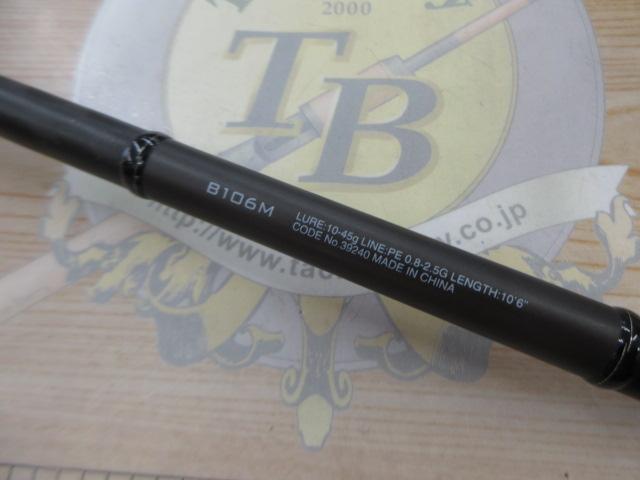 2000
TB
B106M
LURE:10-45g LINE:PE 0.8-2.5G LENGTH:10'6"
CODE No 39240 MADE IN CHINA
http://www.tac
y.co.jp